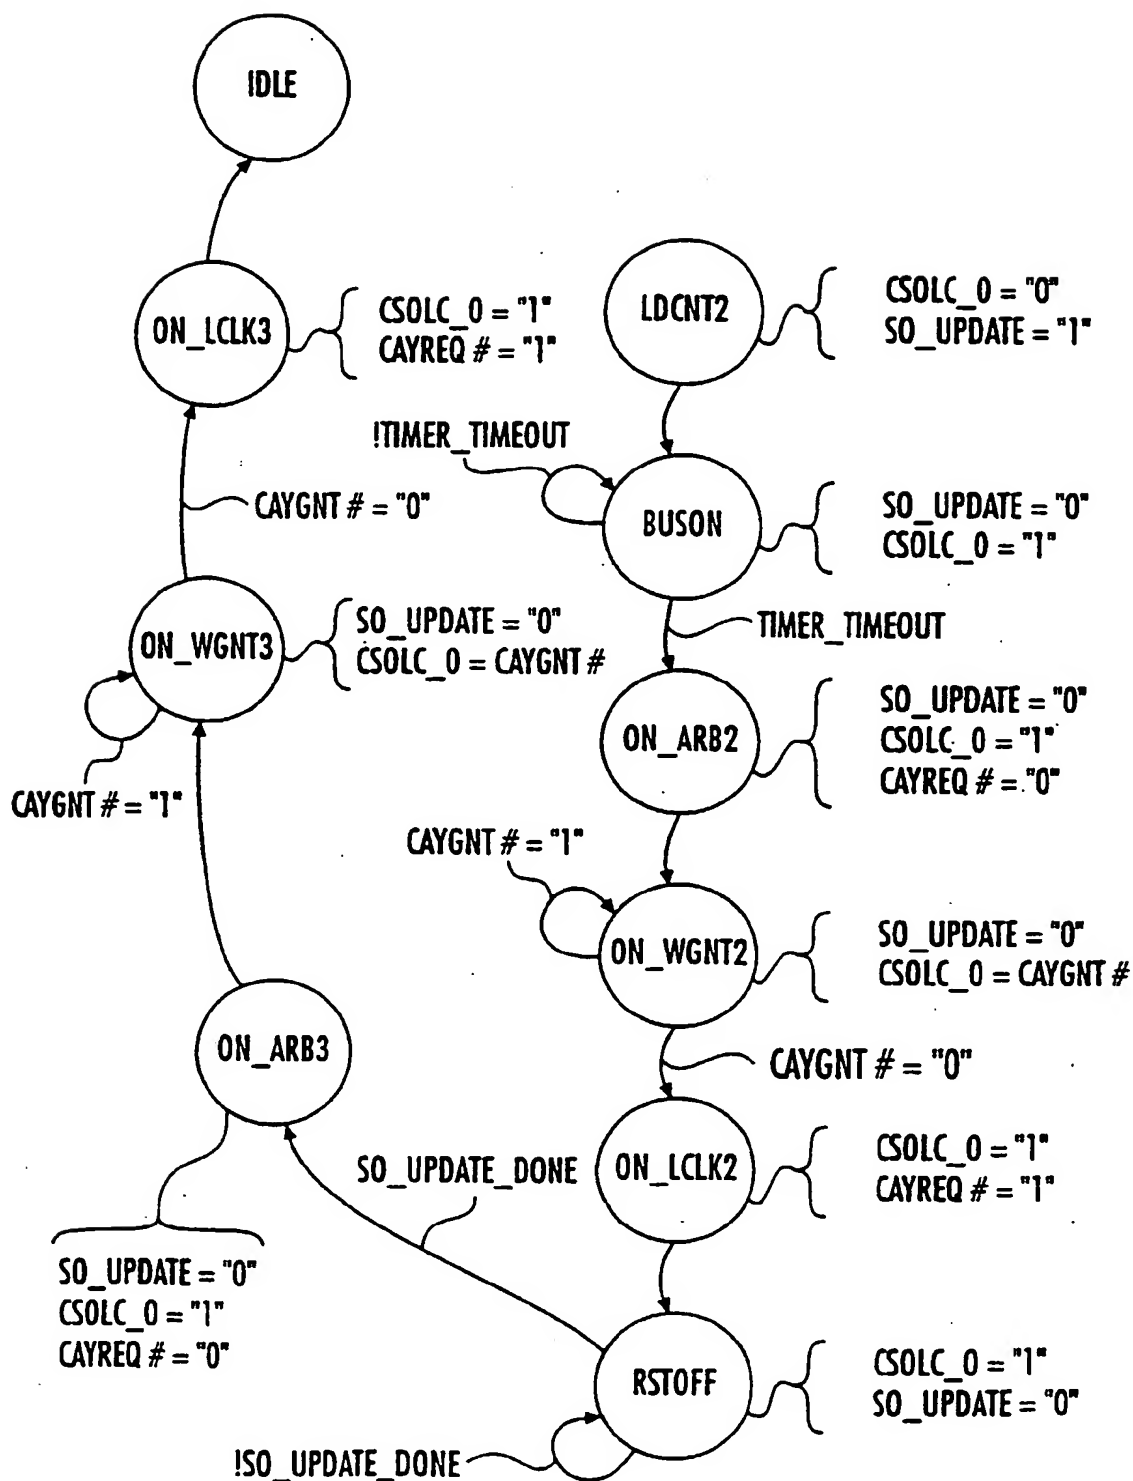 IDLE
ON_LCLK3
CSOLC_0 = "1"
CAYREQ # = "1"
CAYGNT # = "0"
ON_WGNT3
SO_UPDATE = "0"
CSOLC_0 = CAYGNT #
CAYGNT # = "1"
ON_ARB3
SO_UPDATE = "0"
CSOLC_0 = "1"
CAYREQ # = "0"
LDCNT2
CSOLC_0 = "0"
SO_UPDATE = "1"
!TIMER_TIMEOUT
BUSON
SO_UPDATE = "0"
CSOLC_0 = "1"
TIMER_TIMEOUT
ON_ARB2
SO_UPDATE = "0"
CSOLC_0 = "1"
CAYREQ # = "0"
CAYGNT # = "1"
ON_WGNT2
SO_UPDATE = "0"
CSOLC_0 = CAYGNT #
CAYGNT # = "0"
ON_LCLK2
CSOLC_0 = "1"
CAYREQ # = "1"
SO_UPDATE_DONE
RSTOFF
CSOLC_0 = "1"
SO_UPDATE = "0"
!SO_UPDATE_DONE